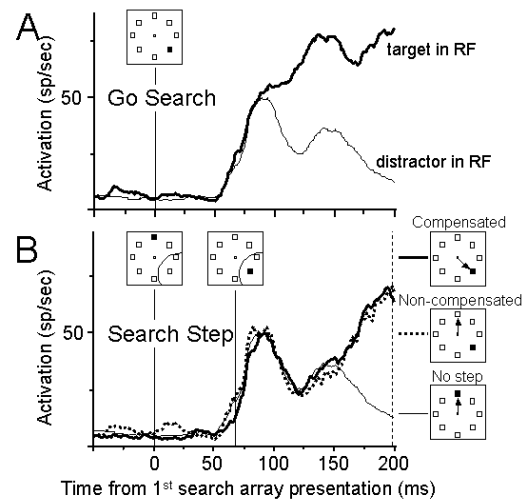 A
Activation (sp/sec)
50
Go Search
target in RF
distractor in RF
B
Activation (sp/sec)
50
Search Step
Compensated
Non-compensated
No step
0
50
100
150
200
Time from 1st search array presentation (ms)